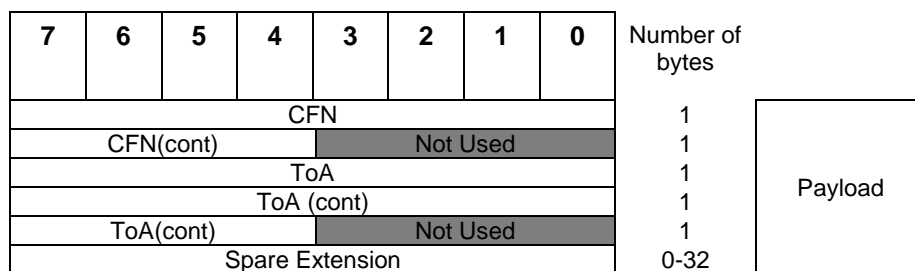 7 6 5 4 3 2 1 0 Number of
bytes
CFN 1
CFN(cont) Not Used 1
ToA 1
ToA (cont) 1
Payload
ToA(cont) Not Used 1
Spare Extension 0-32